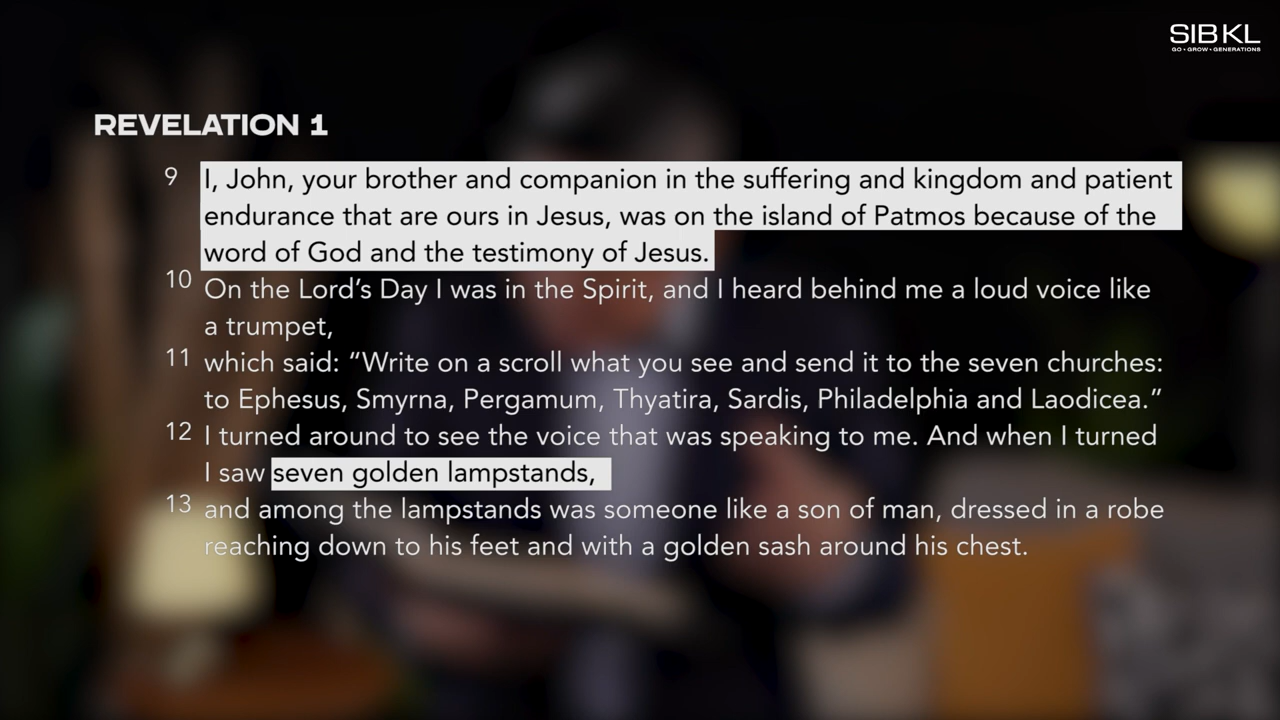 SIBKL
GO • GROW • GENERATIONS
REVELATION 1
9 I, John, your brother and companion in the suffering and kingdom and patient
endurance that are ours in Jesus, was on the island of Patmos because of the
word of God and the testimony of Jesus.
10 On the Lord’s Day I was in the Spirit, and I heard behind me a loud voice like
a trumpet,
11 which said: “Write on a scroll what you see and send it to the seven churches:
to Ephesus, Smyrna, Pergamum, Thyatira, Sardis, Philadelphia and Laodicea.”
12 I turned around to see the voice that was speaking to me. And when I turned
I saw seven golden lampstands,
13 and among the lampstands was someone like a son of man, dressed in a robe
reaching down to his feet and with a golden sash around his chest.